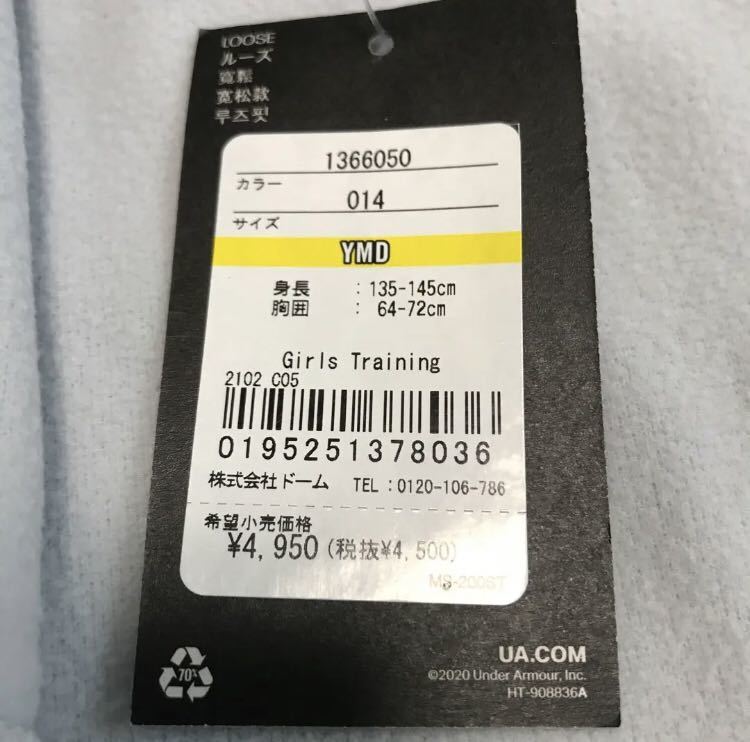 LOOSE
ルーズ
寬鬆
宽松款
루즈핏
1366050
カラー
014
サイズ
YMD
身長 : 135-145cm
胸囲 : 64-72cm
Girls Training
2102 C05
0195251378036
株式会社ドーム TEL : 0120-106-786
希望小売価格
¥4,950 (税抜¥4,500)
MS-200ST
70%
UA.COM
©2020 Under Armour, Inc.
HT-908836A